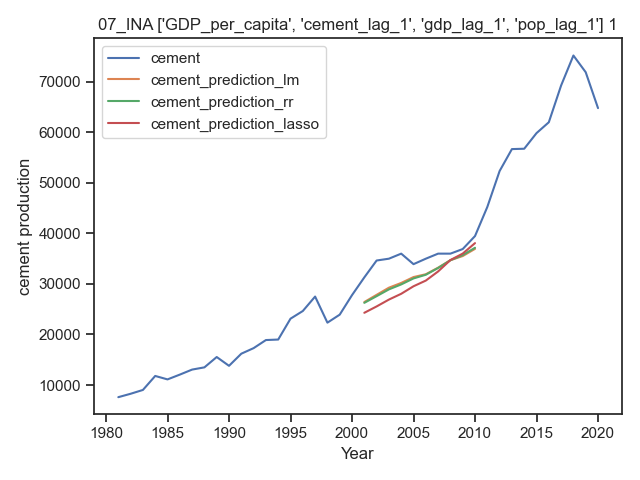 07_INA ['GDP_per_capita', 'cement_lag_1', 'gdp_lag_1', 'pop_lag_1'] 1
cement
cement_prediction_lm
cement_prediction_rr
cement_prediction_lasso
cement production
70000
60000
50000
40000
30000
20000
10000
1980 1985 1990 1995 2000 2005 2010 2015 2020
Year